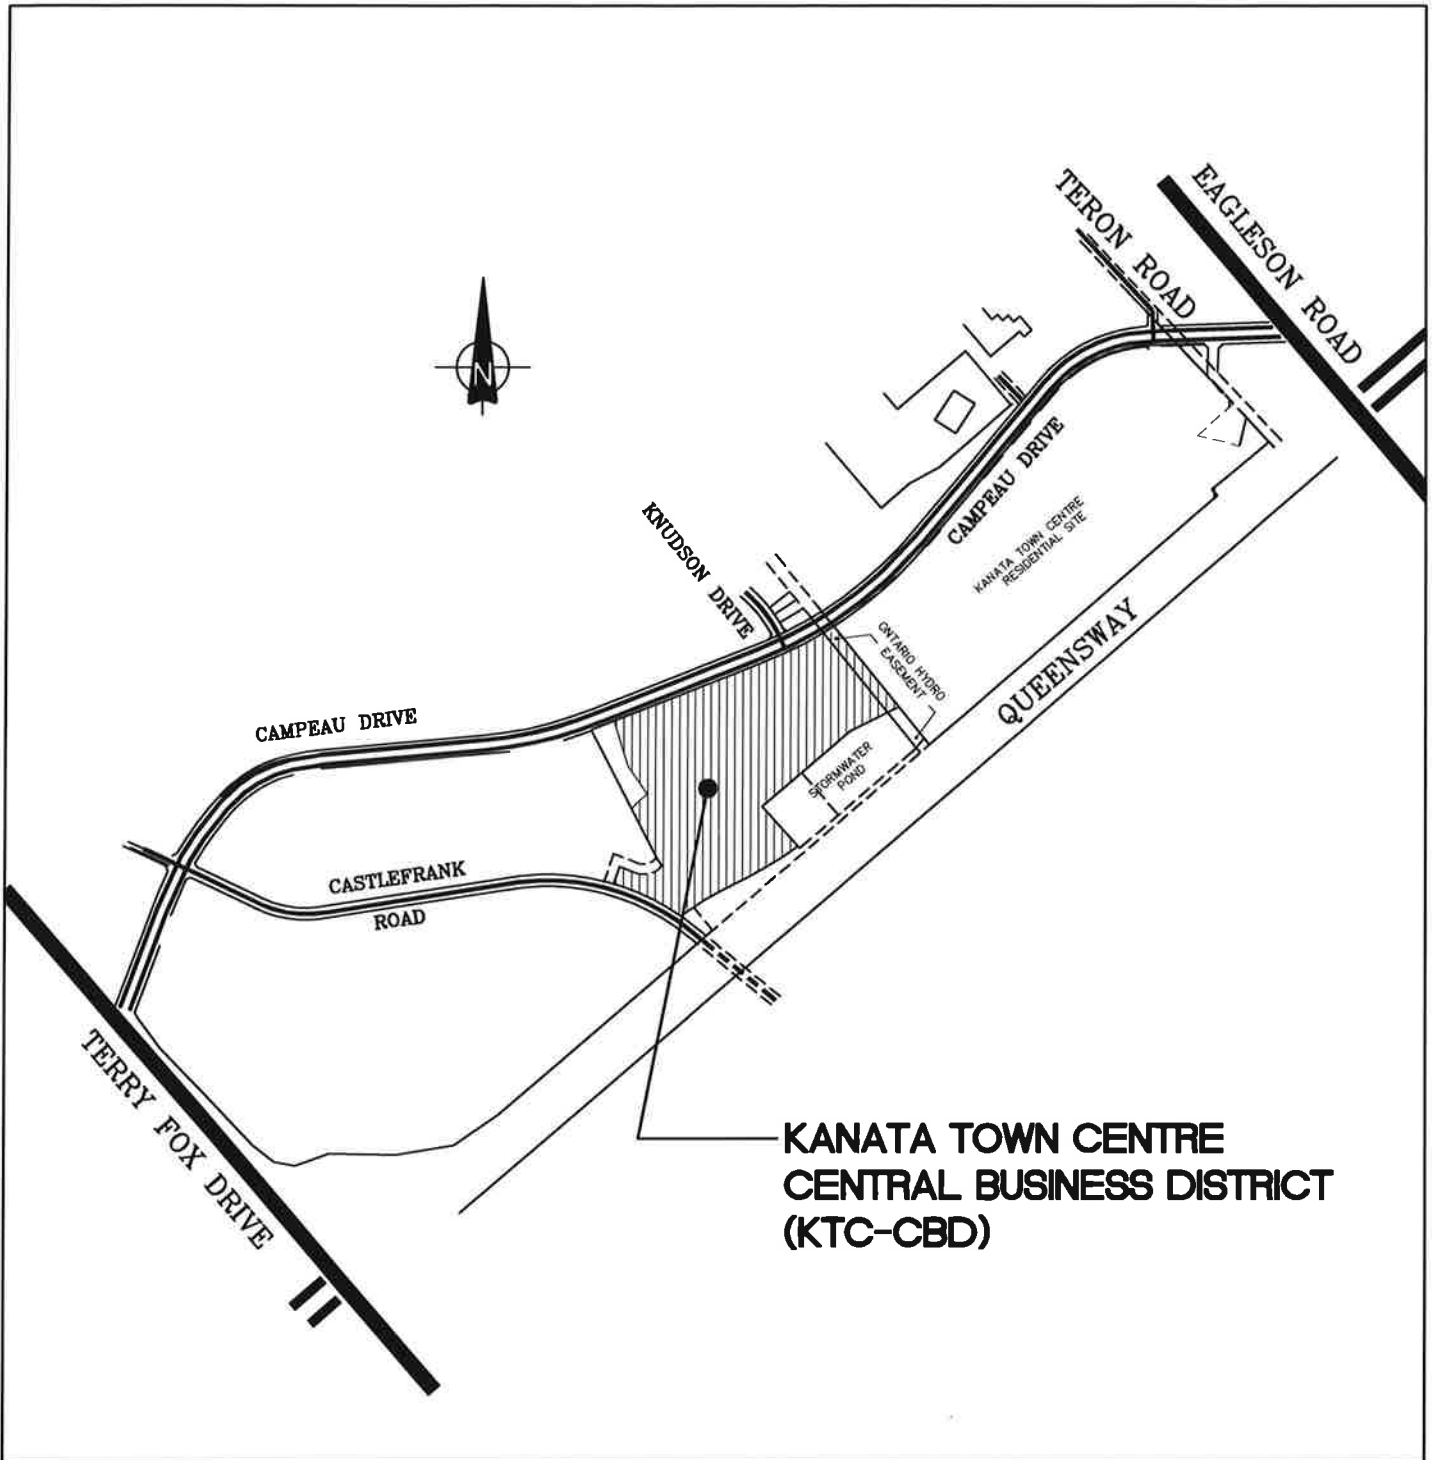 EAGLESON ROAD
TERON ROAD
N
CAMPEAU DRIVE
KANATA TOWN CENTRE
RESIDENTIAL SITE
KNUDSON DRIVE
ONTARIO HYDRO
EASEMENT
QUEENSWAY
CAMPEAU DRIVE
STORMWATER
POND
CASTLEFRANK
ROAD
TERRY FOX DRIVE
KANATA TOWN CENTRE
CENTRAL BUSINESS DISTRICT
(KTC-CBD)